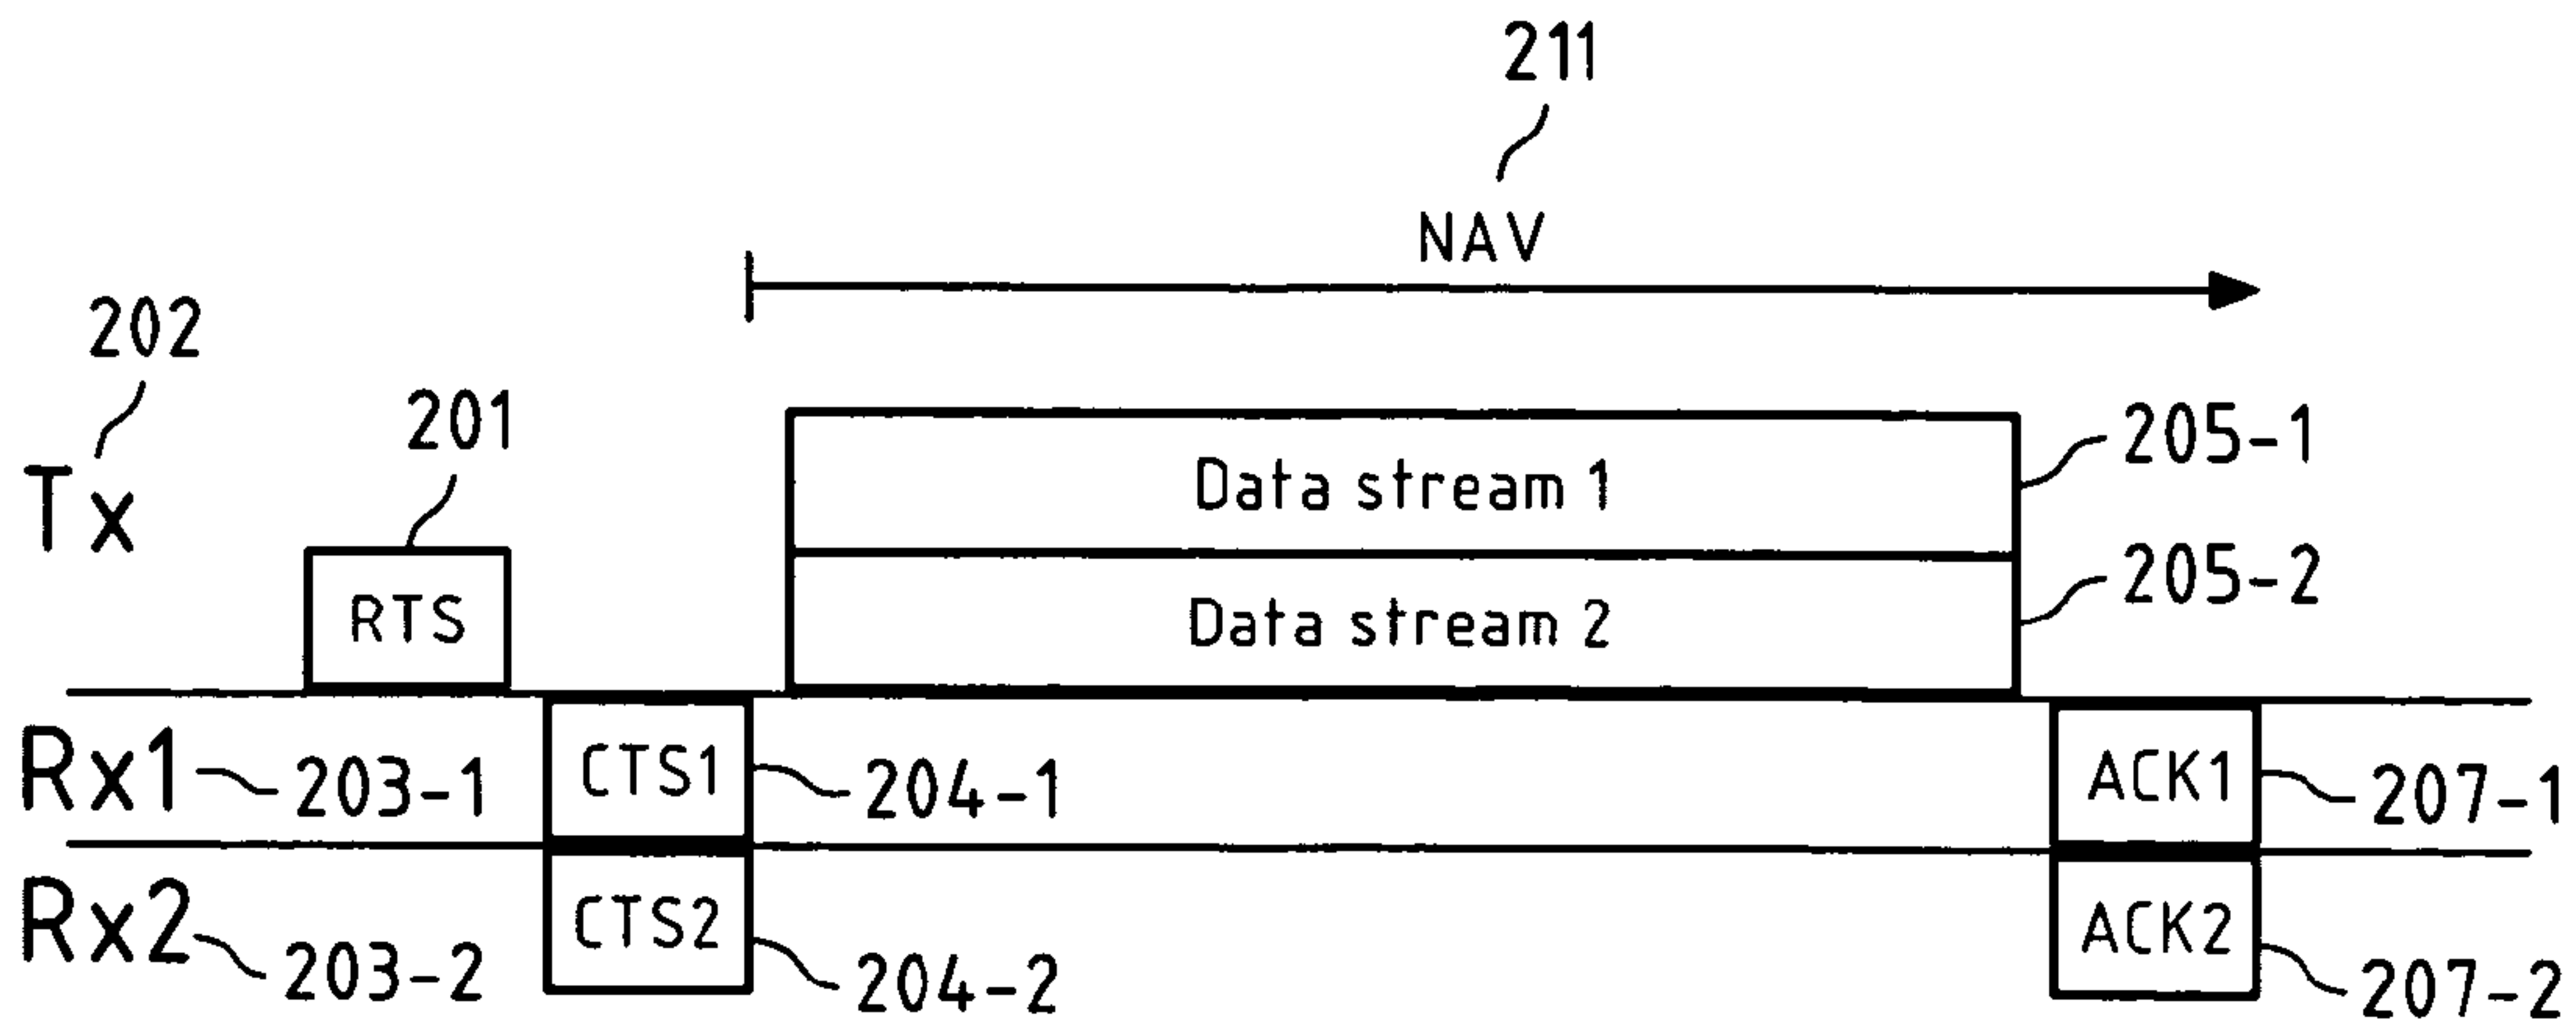 211
NAV
202
201
Tx
RTS
Data stream 1
205-1
Data stream 2
205-2
Rx1
203-1
CTS1
204-1
ACK1
207-1
Rx2
203-2
CTS2
204-2
ACK2
207-2